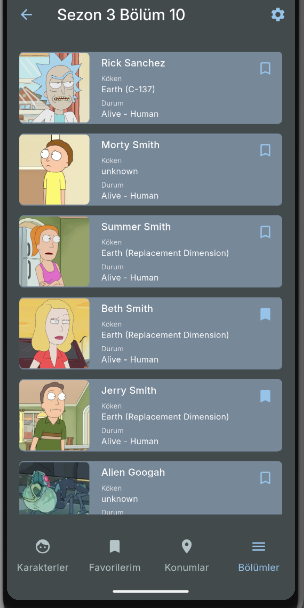 Sezon 3 Bölüm 10
Rick Sanchez
Köken
Earth (C-137)
Durum
Alive - Human
Morty Smith
Köken
unknown
Durum
Alive - Human
Summer Smith
Köken
Earth (Replacement Dimension)
Durum
Alive - Human
Beth Smith
Köken
Earth (Replacement Dimension)
Durum
Alive - Human
Jerry Smith
Köken
Earth (Replacement Dimension)
Durum
Alive - Human
Alien Googah
Köken
unknown
Durum
Karakterler Favorilerim Konumlar Bölümler